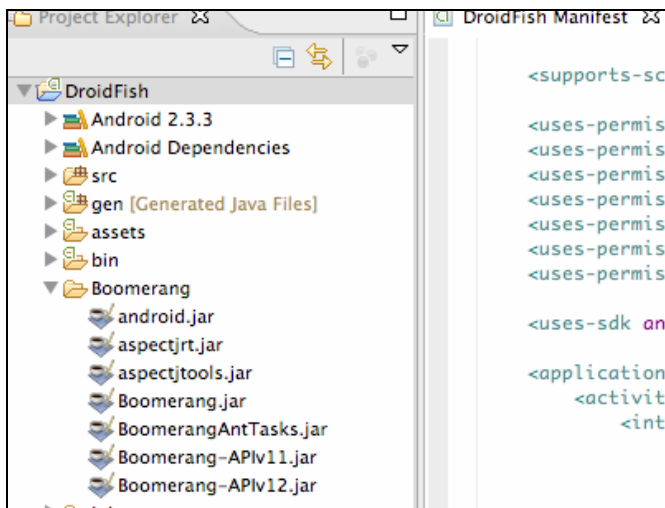 Project Explorer
DroidFish
Android 2.3.3
Android Dependencies
src
gen [Generated Java Files]
assets
bin
Boomerang
android.jar
aspectjrt.jar
aspectjtools.jar
Boomerang.jar
BoomerangAntTasks.jar
Boomerang-APIv11.jar
Boomerang-APIv12.jar
DroidFish Manifest
<supports-sc
<uses-permis
<uses-permis
<uses-permis
<uses-permis
<uses-permis
<uses-permis
<uses-permis
<uses-sdk an
<application
<activit
<int